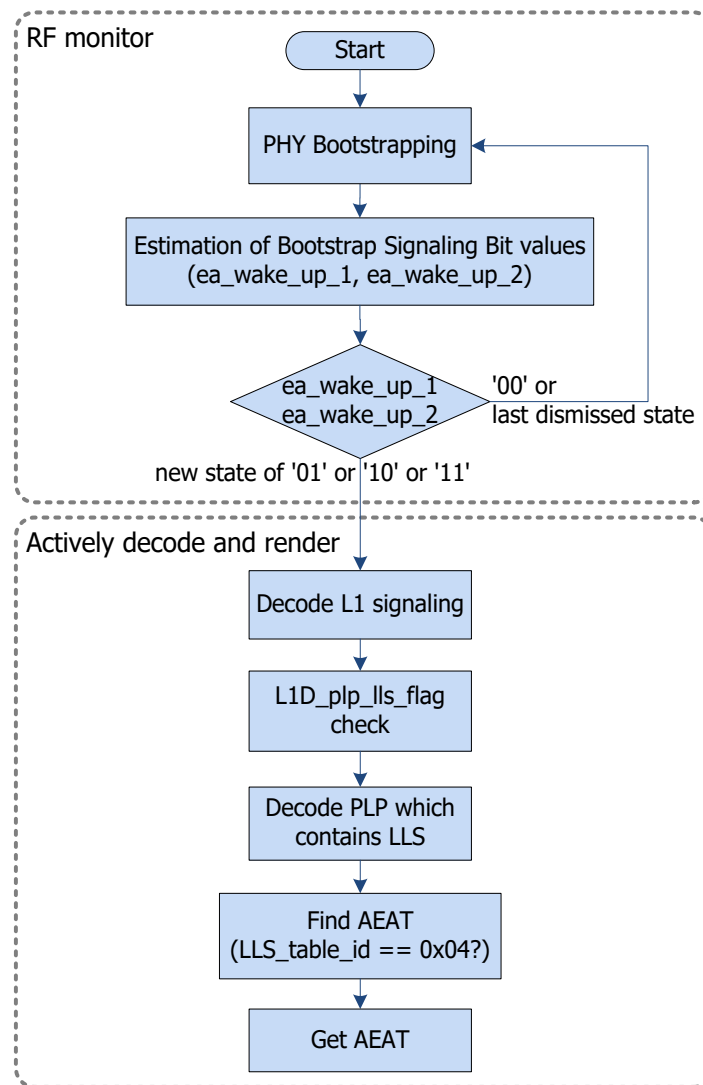 RF monitor
Start
PHY Bootstrapping
Estimation of Bootstrap Signaling Bit values
(ea_wake_up_1, ea_wake_up_2)
ea_wake_up_1
ea_wake_up_2
'00' or
last dismissed state
new state of '01' or '10' or '11'
Actively decode and render
Decode L1 signaling
L1D_plp_lls_flag
check
Decode PLP which
contains LLS
Find AEAT
(LLS_table_id == 0x04?)
Get AEAT